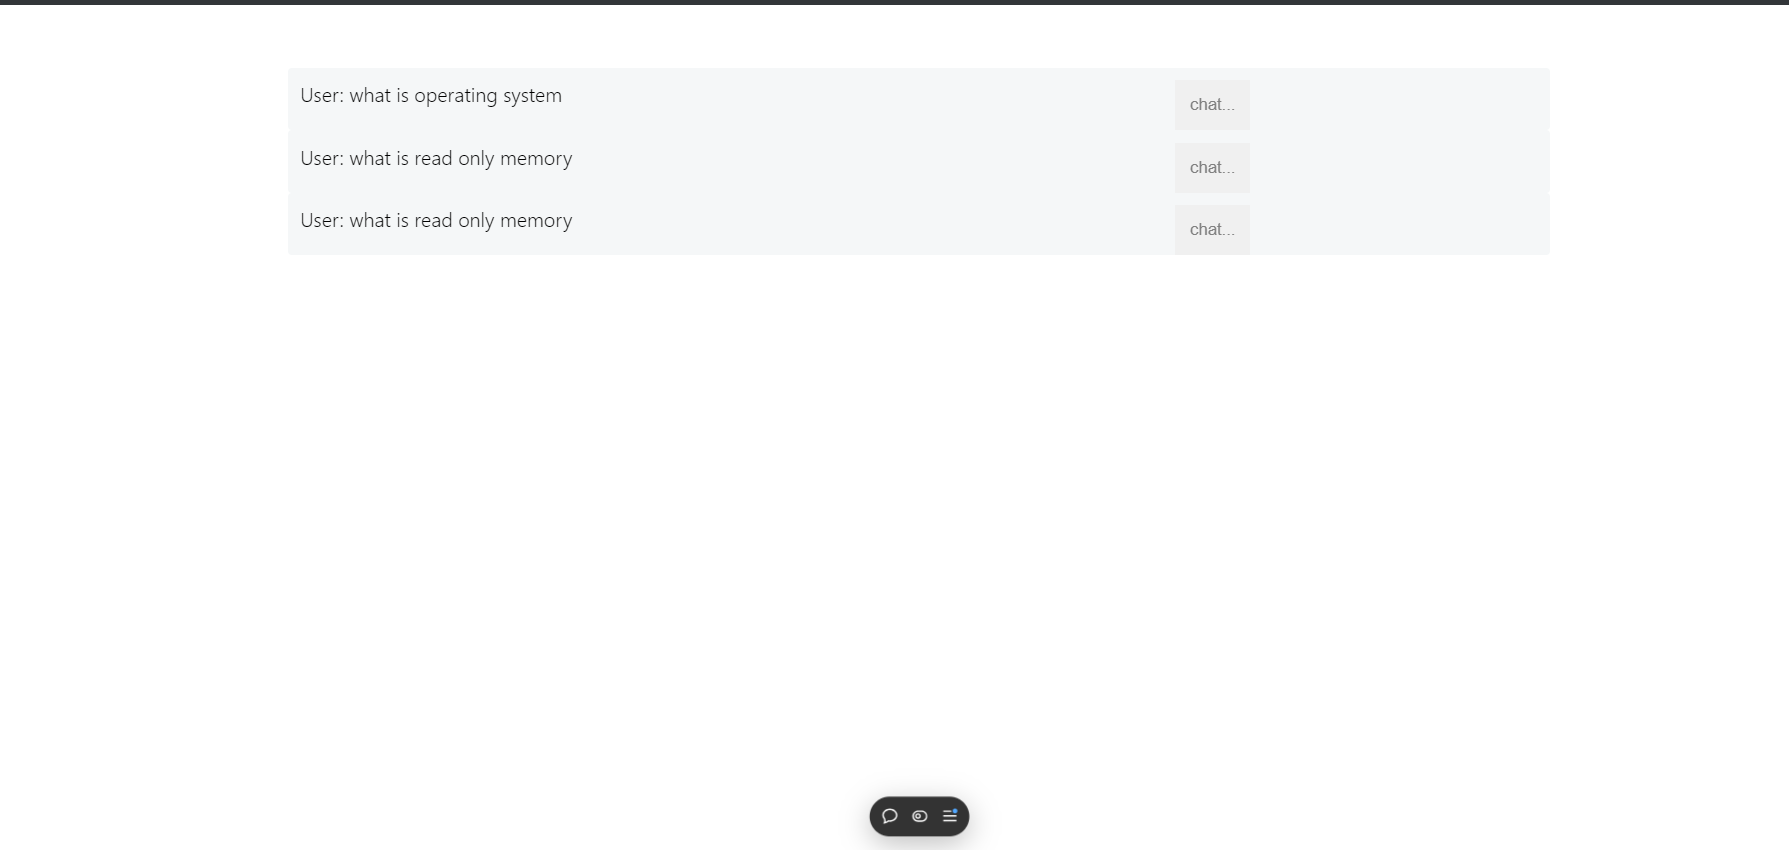 User: what is operating system
chat...
User: what is read only memory
chat...
User: what is read only memory
chat...